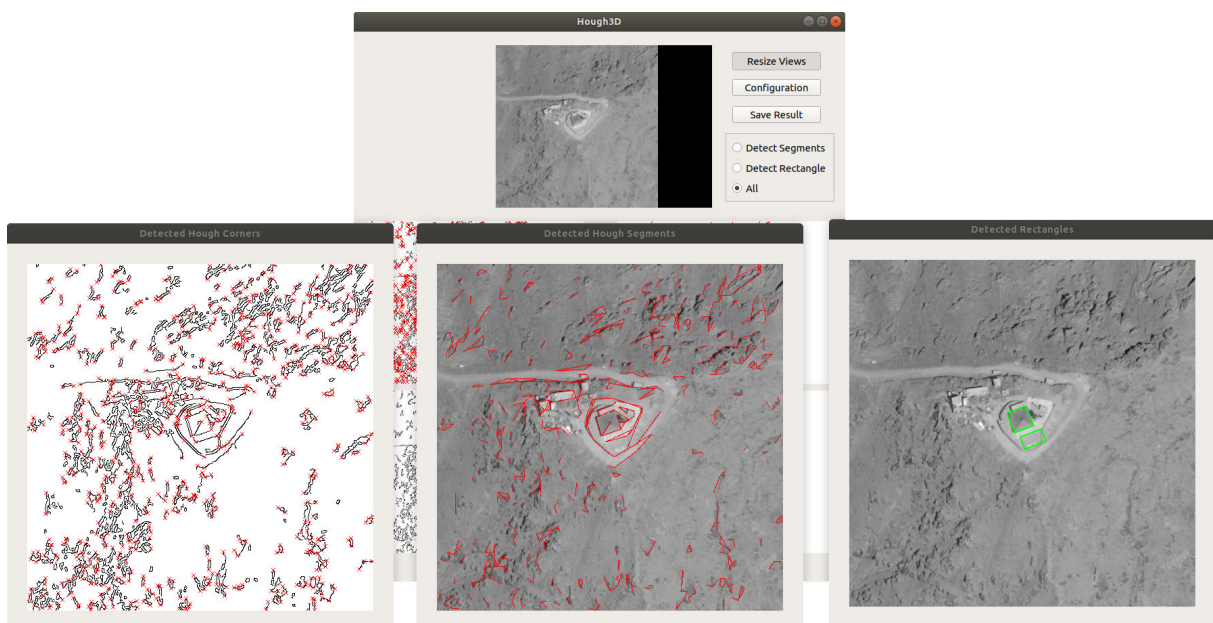 Hough3D
Resize Views
Configuration
Save Result
Detect Segments
Detect Rectangle
All
Detected Hough Corners
Detected Hough Segments
Detected Rectangles